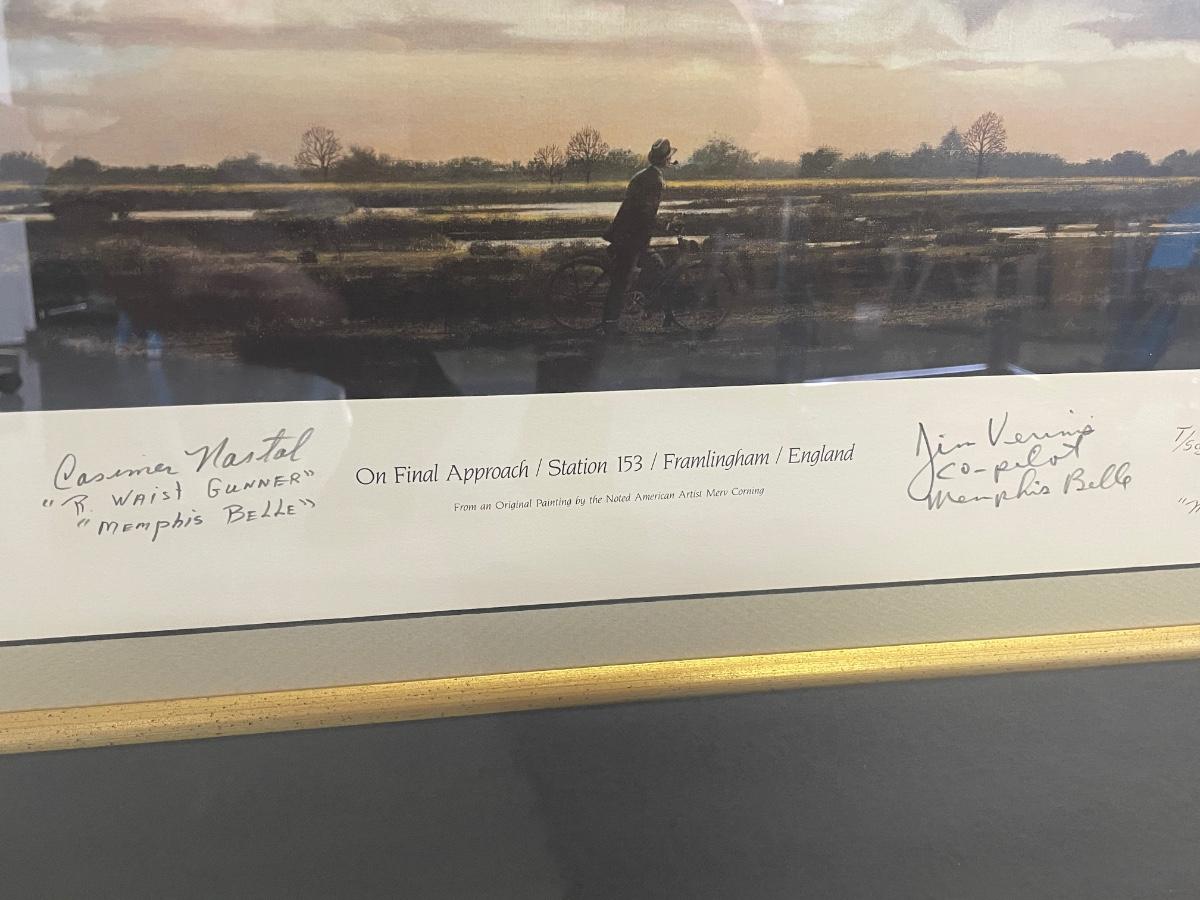 Casimer Nastal
"R. WAist GUNNER"
"MEMPhis BELLE"
On Final Approach / Station 153 / Framlingham / England
From an Original Painting by the Noted American Artist Merv Corning
Jim Verinis
co-pilot
Memphis Belle